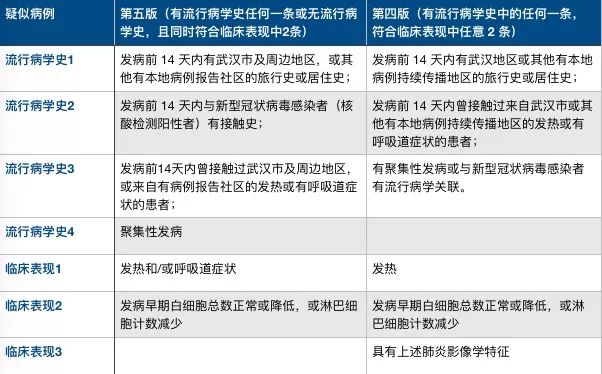 疑似病例
第五版（有流行病学史任何一条或无流行病
学史，且同时符合临床表现中2条）
第四版（有流行病学史中的任何一条，
符合临床表现中任意 2 条）
流行病学史1
发病前 14 天内有武汉市及周边地区，或其
他有本地病例报告社区的旅行史或居住史；
发病前 14 天内有武汉地区或其他有本地
病例持续传播地区的旅行史或居住史；
流行病学史2
发病前 14 天内与新型冠状病毒感染者（核
酸检测阳性者）有接触史；
发病前 14 天内曾接触过来自武汉市或其
他有本地病例持续传播地区的发热或有
呼吸道症状的患者；
流行病学史3
发病前14天内曾接触过武汉市及周边地区，
或来自有病例报告社区的发热或有呼吸道症
状的患者；
有聚集性发病或与新型冠状病毒感染者
有流行病学关联。
流行病学史4
聚集性发病
临床表现1
发热和/或呼吸道症状
发热
临床表现2
发病早期白细胞总数正常或降低，或淋巴细
胞计数减少
发病早期白细胞总数正常或降低，或淋
巴细胞计数减少
临床表现3
具有上述肺炎影像学特征